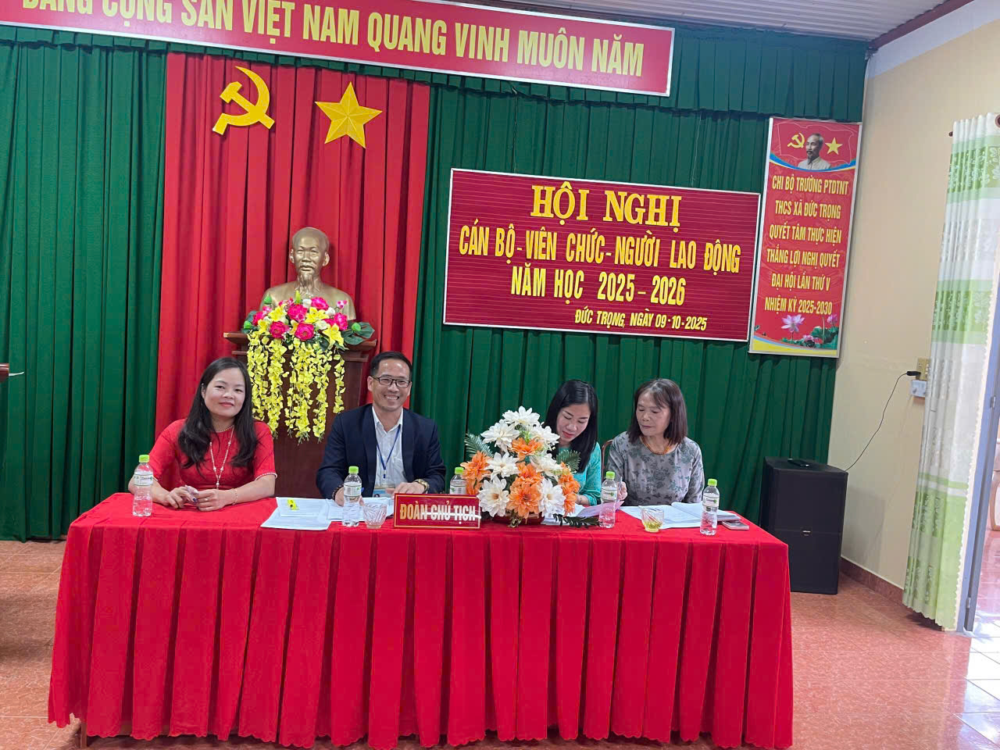 ĐẢNG CỘNG SẢN VIỆT NAM QUANG VINH MUÔN NĂM
HỘI NGHỊ
CÁN BỘ - VIÊN CHỨC - NGƯỜI LAO ĐỘNG
NĂM HỌC 2025 - 2026
ĐỨC TRỌNG, NGÀY 09-10-2025
CHI BỘ TRƯỜNG PTDTNT
THCS XÃ ĐỨC TRỌNG
QUYẾT TÂM THỰC HIỆN
THẮNG LỢI NGHỊ QUYẾT
ĐẠI HỘI LẦN THỨ V
NHIỆM KỲ 2025-2030
ĐOÀN CHỦ TỊCH